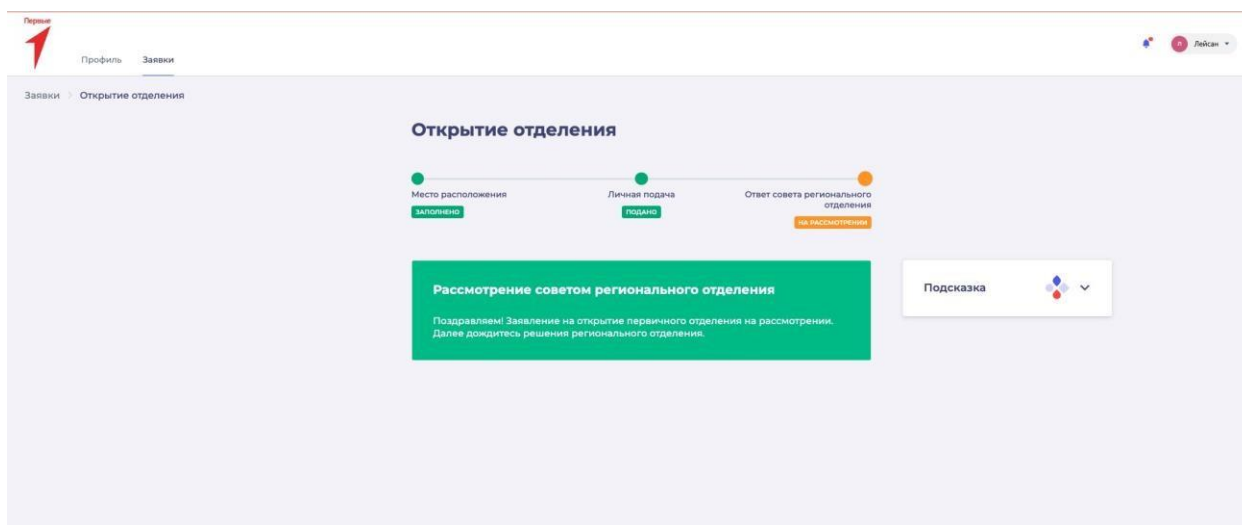 Первые
Профиль Заявки
Л Лейсан
Заявки Открытие отделения
Открытие отделения
Место расположения
ЗАПОЛНЕНО
Личная подача
ПОДАНО
Ответ совета регионального
отделения
НА РАССМОТРЕНИИ
Рассмотрение советом регионального отделения
Поздравляем! Заявление на открытие первичного отделения на рассмотрении.
Далее дождитесь решения регионального отделения.
Подсказка